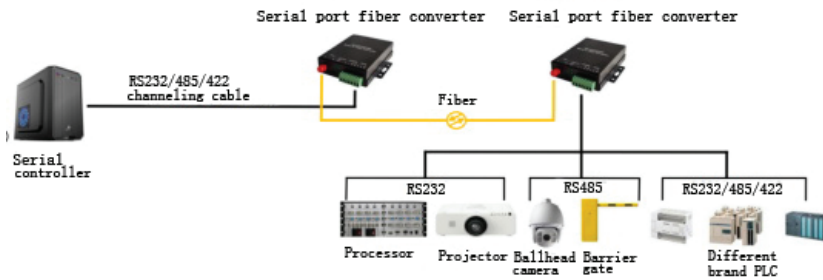 Serial port fiber converter
Serial port fiber converter
RS232/485/422
channeling cable
Fiber
Serial
controller
RS232
RS485
RS232/485/422
Processor
Projector
Ballhead
camera
Barrier
gate
Different
brand PLC